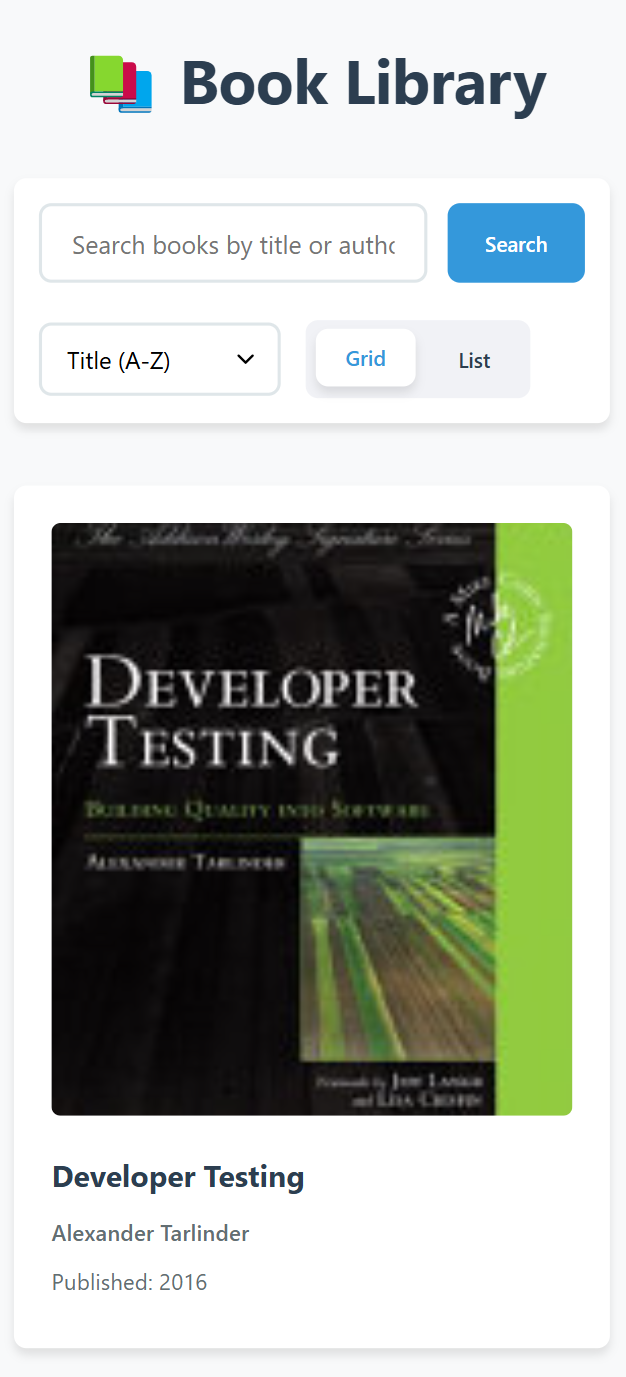 Book Library
Search books by title or autho
Search
Title (A-Z)
Grid
List
The Addison Wesley Signature Series
DEVELOPER
TESTING
BUILDING QUALITY INTO SOFTWARE
ALEXANDER TARLINDER
Forewords by JEFF LANGR
and LISA CRISPIN
Developer Testing
Alexander Tarlinder
Published: 2016